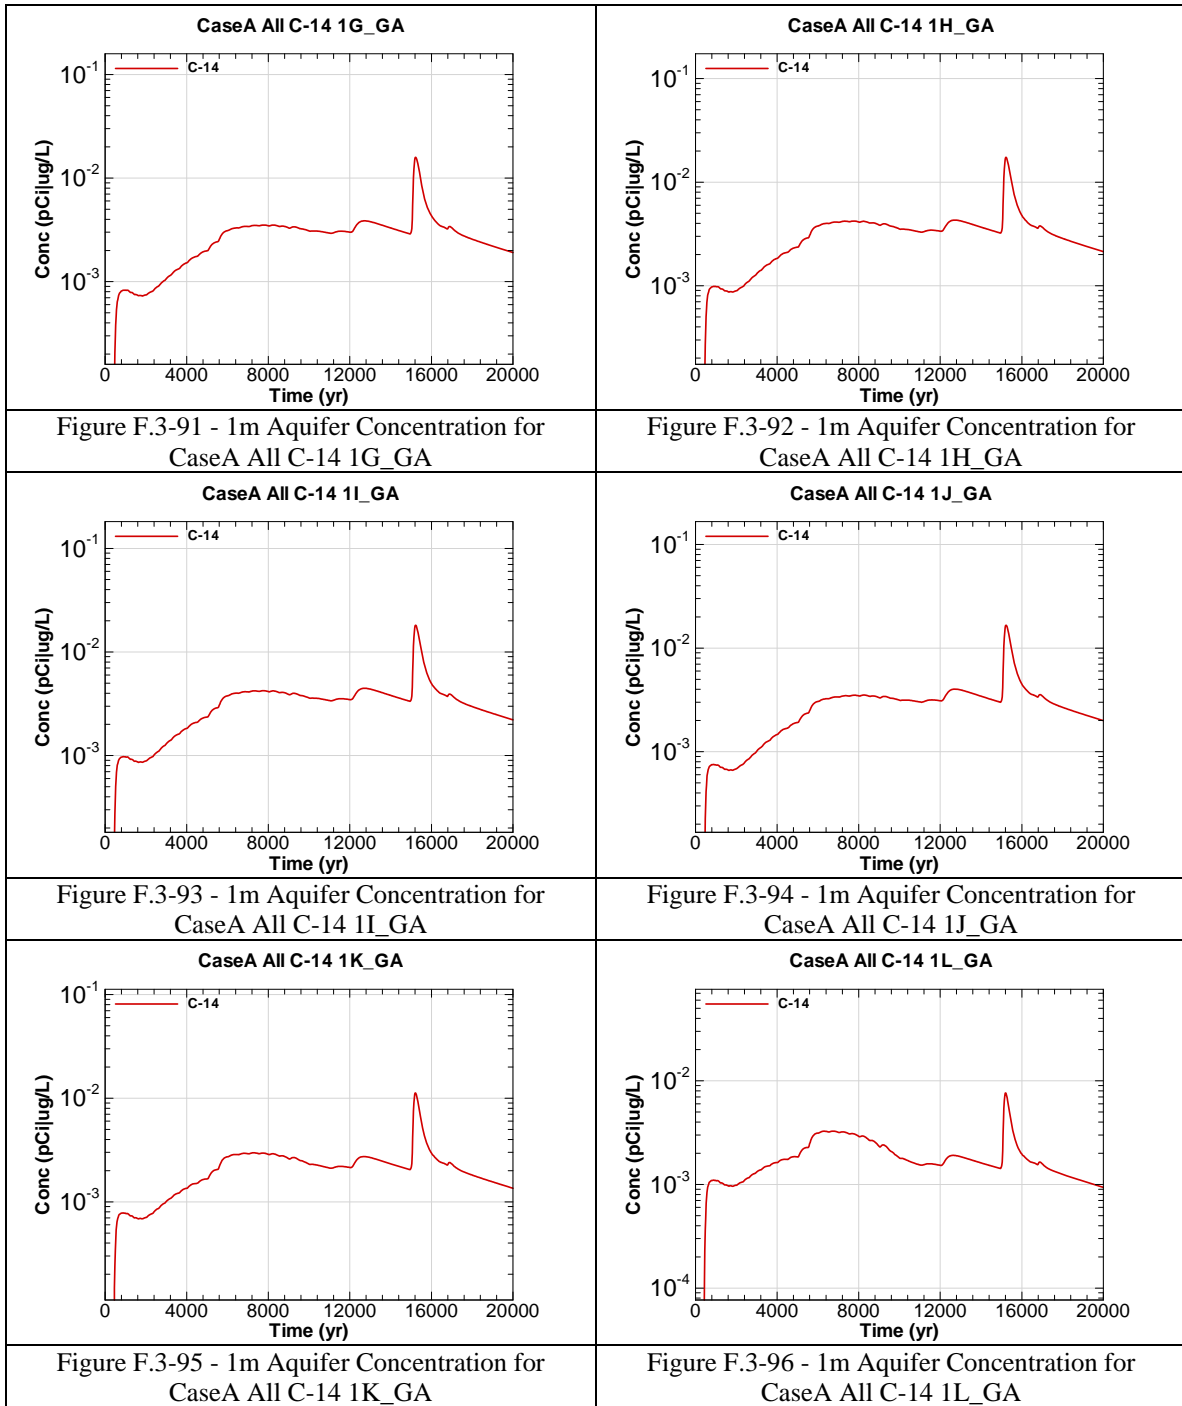 CaseA All C-14 1G_GA
C-14
Conc (pCi|ug/L)
10-1
10-2
10-3
0 4000 8000 12000 16000 20000
Time (yr)
Figure F.3-91 - 1m Aquifer Concentration for
CaseA All C-14 1G_GA
CaseA All C-14 1H_GA
C-14
Conc (pCi|ug/L)
10-1
10-2
10-3
0 4000 8000 12000 16000 20000
Time (yr)
Figure F.3-92 - 1m Aquifer Concentration for
CaseA All C-14 1H_GA
CaseA All C-14 1I_GA
C-14
Conc (pCi|ug/L)
10-1
10-2
10-3
0 4000 8000 12000 16000 20000
Time (yr)
Figure F.3-93 - 1m Aquifer Concentration for
CaseA All C-14 1I_GA
CaseA All C-14 1J_GA
C-14
Conc (pCi|ug/L)
10-1
10-2
10-3
0 4000 8000 12000 16000 20000
Time (yr)
Figure F.3-94 - 1m Aquifer Concentration for
CaseA All C-14 1J_GA
CaseA All C-14 1K_GA
C-14
Conc (pCi|ug/L)
10-1
10-2
10-3
0 4000 8000 12000 16000 20000
Time (yr)
Figure F.3-95 - 1m Aquifer Concentration for
CaseA All C-14 1K_GA
CaseA All C-14 1L_GA
C-14
Conc (pCi|ug/L)
10-2
10-3
10-4
0 4000 8000 12000 16000 20000
Time (yr)
Figure F.3-96 - 1m Aquifer Concentration for
CaseA All C-14 1L_GA